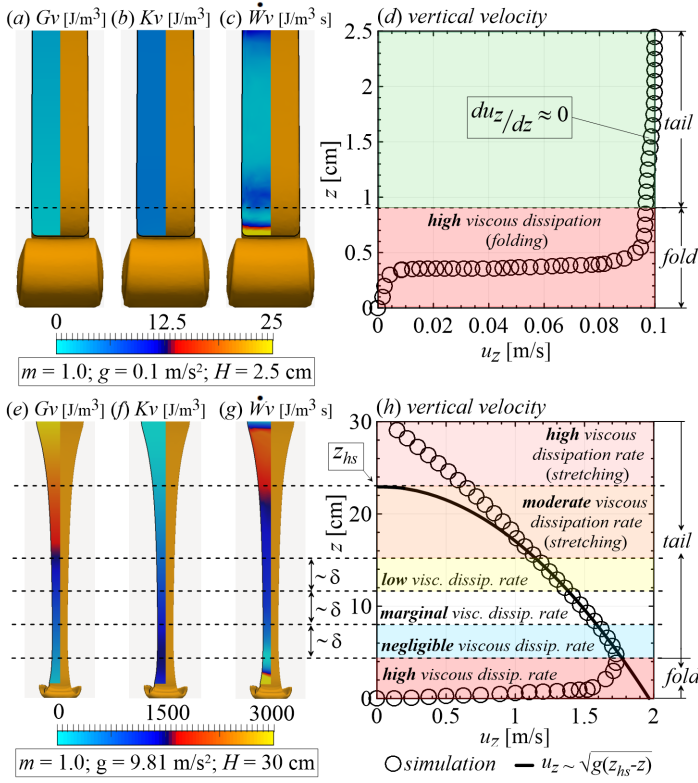 (a) Gv [J/m³] (b) Kv [J/m³] (c) Ẇv [J/m³ s] (d) vertical velocity
2.5
2
1.5
1
0.5
0
z [cm]
duz/dz ≈ 0
tail
high viscous dissipation
(folding)
fold
0 0.02 0.04 0.06 0.08 0.1
uz [m/s]
0 12.5 25
m = 1.0; g = 0.1 m/s²; H = 2.5 cm
(e) Gv [J/m³] (f) Kv [J/m³] (g) Ẇv [J/m³ s] (h) vertical velocity
30
20
10
0
z [cm]
zhs
high viscous
dissipation rate
(stretching)
moderate viscous
dissipation rate
(stretching)
tail
low visc. dissip. rate
~ δ
marginal visc. dissip. rate
~ δ
negligible viscous dissip. rate
~ δ
high viscous dissip. rate
fold
0 0.5 1 1.5 2
uz [m/s]
0 1500 3000
m = 1.0; g = 9.81 m/s²; H = 30 cm
simulation uz ~ √g(zhs-z)